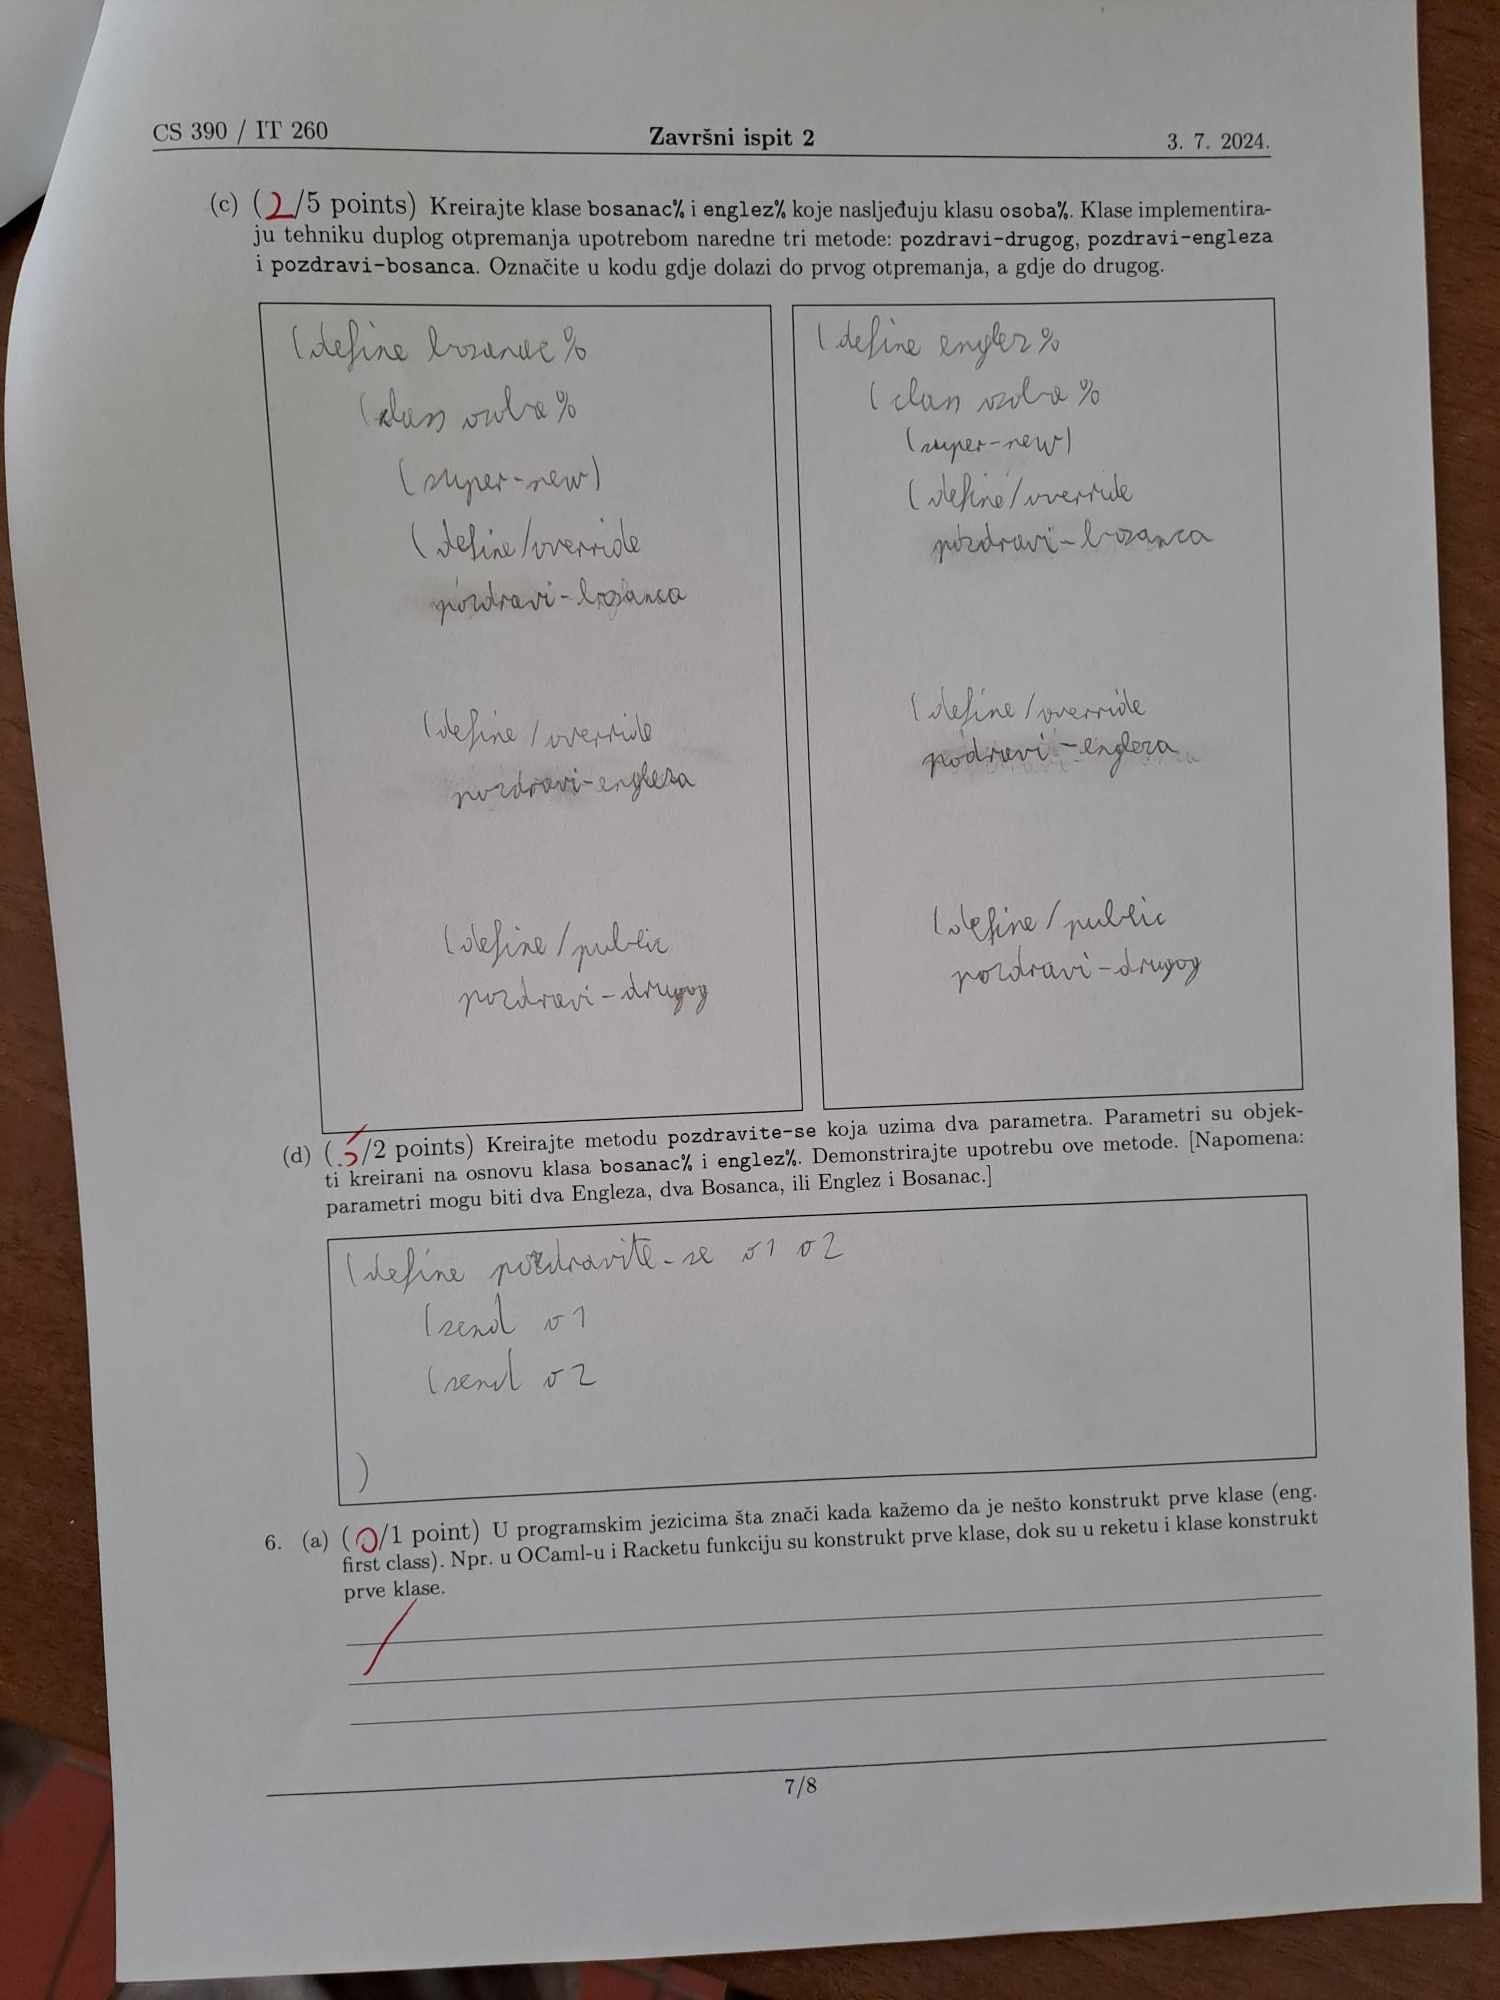 CS 390 / IT 260 Završni ispit 2 3. 7. 2024.
(c) (2/5 points) Kreirajte klase bosanac% i englez% koje nasljeđuju klasu osoba%. Klase implementira-
ju tehniku duplog otpremanja upotrebom naredne tri metode: pozdravi-drugog, pozdravi-engleza
i pozdravi-bosanca. Označite u kodu gdje dolazi do prvog otpremanja, a gdje do drugog.
(define bosanac%
(class osoba%
(super-new)
(define/override
pozdravi-bosanca
(define/override
pozdravi-engleza
(define/public
pozdravi-drugog
(define englez%
(class osoba%
(super-new)
(define/override
pozdravi-bosanca
(define/override
podravi-engleza
(define/public
pozdravi-drugog
(d) (.5/2 points) Kreirajte metodu pozdravite-se koja uzima dva parametra. Parametri su objek-
ti kreirani na osnovu klasa bosanac% i englez%. Demonstrirajte upotrebu ove metode. [Napomena:
parametri mogu biti dva Engleza, dva Bosanca, ili Englez i Bosanac.]
(define pozdravite-se o1 o2
(send o1
(send o2
)
6. (a) (0/1 point) U programskim jezicima šta znači kada kažemo da je nešto konstrukt prve klase (eng.
first class). Npr. u OCaml-u i Racketu funkciju su konstrukt prve klase, dok su u reketu i klase konstrukt
prve klase.
7/8